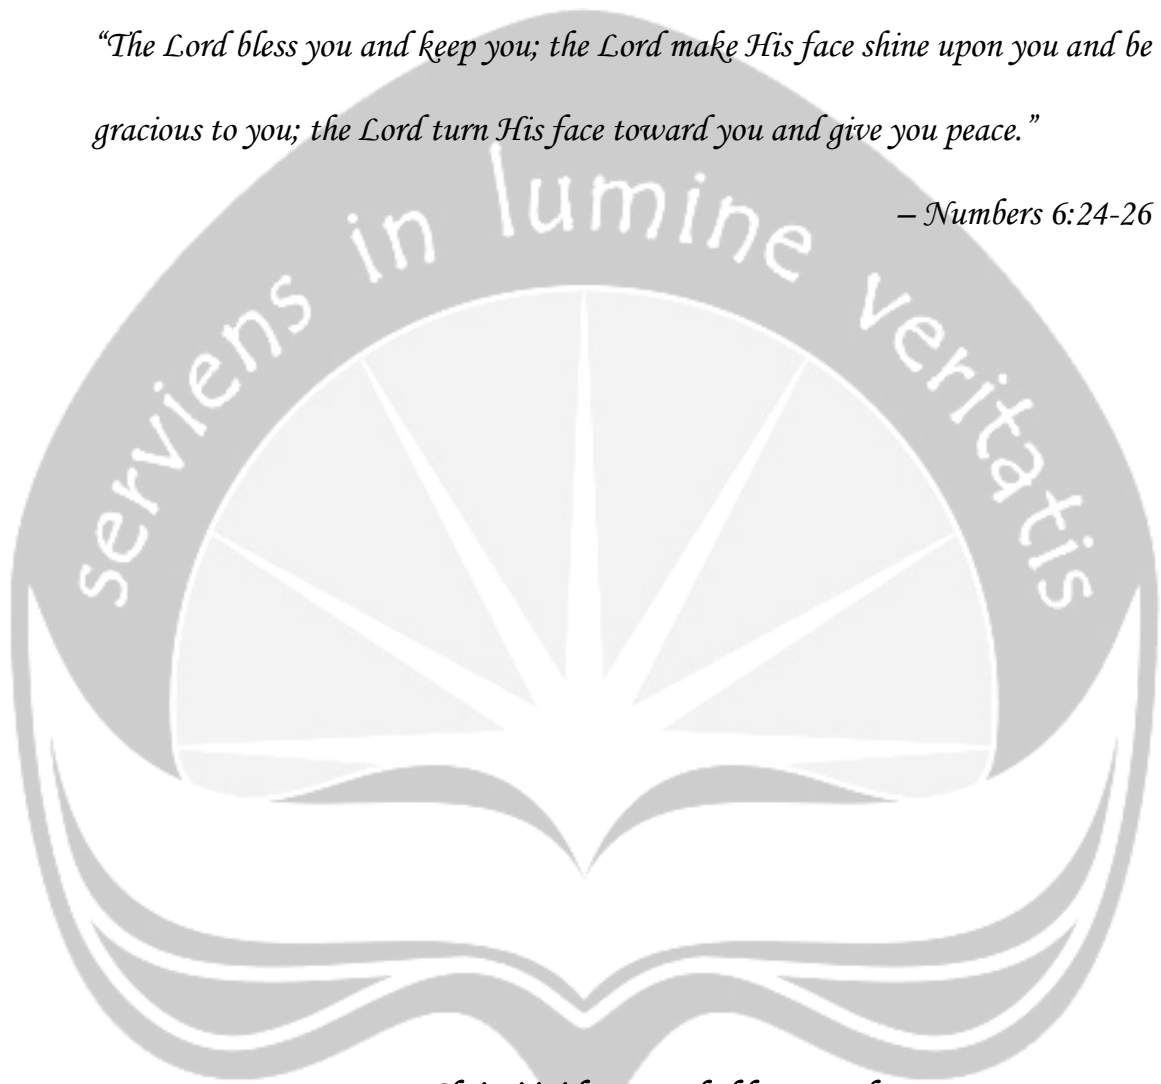 “The Lord bless you and keep you; the Lord make His face shine upon you and be
gracious to you; the Lord turn His face toward you and give you peace.”
– Numbers 6:24-26
serviens in lumine veritatis